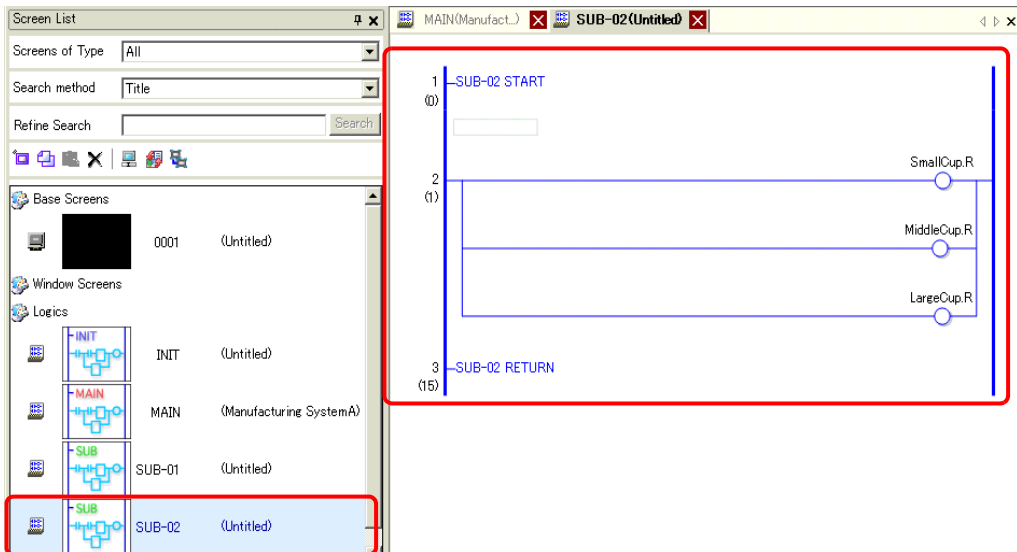 Screen List
Screens of Type All
Search method Title
Refine Search Search
Base Screens
0001 (Untitled)
Window Screens
Logics
INIT
INIT (Untitled)
MAIN
MAIN (Manufacturing SystemA)
SUB
SUB-01 (Untitled)
SUB
SUB-02 (Untitled)
MAIN(Manufact...) SUB-02(Untitled)
1 SUB-02 START
(0)
SmallCup.R
2
(1)
MiddleCup.R
LargeCup.R
3 SUB-02 RETURN
(15)